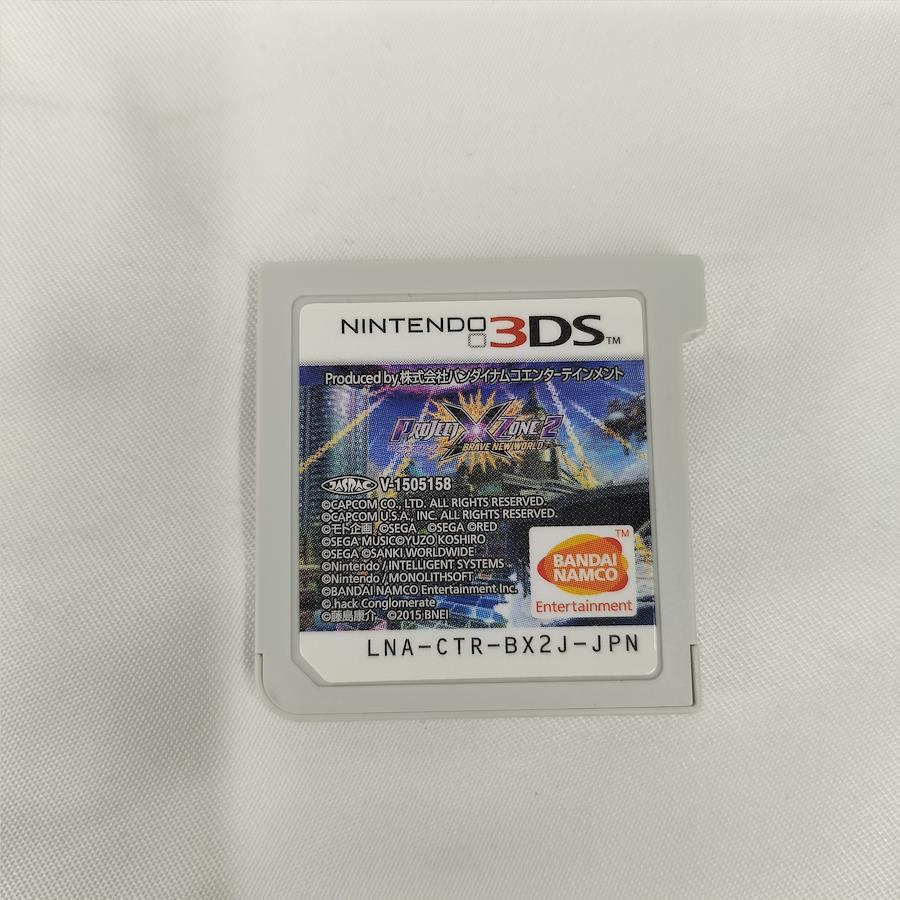 NINTENDO 3DS™
Produced by 株式会社バンダイナムコエンターテインメント
PROJECT X ZONE 2
BRAVE NEW WORLD
JASRAC V-1505158
©CAPCOM CO., LTD. ALL RIGHTS RESERVED.
©CAPCOM U.S.A., INC. ALL RIGHTS RESERVED.
©モト企画 ©SEGA ©SEGA ©RED
©SEGA MUSIC©YUZO KOSHIRO
©SEGA ©SANKI WORLDWIDE
©Nintendo / INTELLIGENT SYSTEMS
©Nintendo / MONOLITHSOFT
©BANDAI NAMCO Entertainment Inc.
©.hack Conglomerate
©藤島康介 ©2015 BNEI
™
BANDAI
NAMCO
Entertainment
LNA-CTR-BX2J-JPN